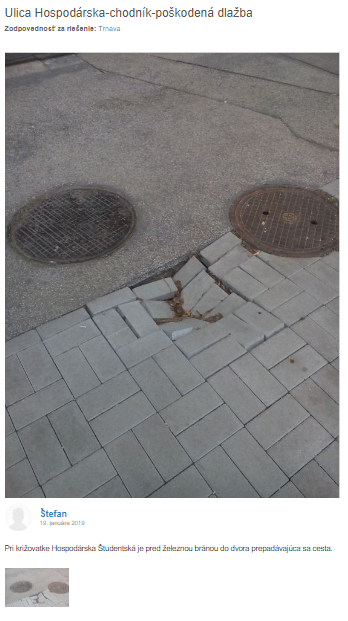 Ulica Hospodárska-chodník-poškodená dlažba
Zodpovednosť za riešenie: Trnava
Štefan
19. januára 2019
Pri križovatke Hospodárska Študentská je pred železnou bránou do dvora prepadávajúca sa cesta.